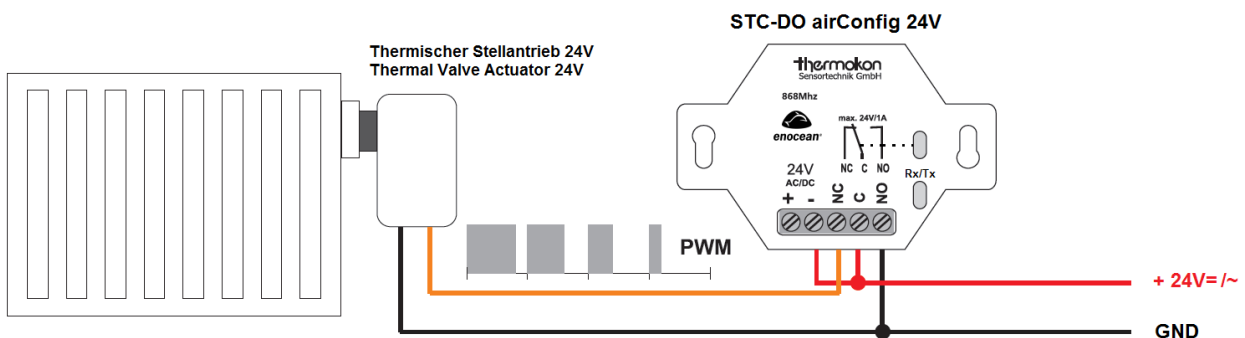 STC-DO airConfig 24V
Thermischer Stellantrieb 24V
Thermal Valve Actuator 24V
thermokon
Sensortechnik GmbH
868Mhz
enocean
max. 24V/1A
NC C NO
24V
AC/DC
Rx/Tx
+ - NC C NO
PWM
+ 24V=/~
GND